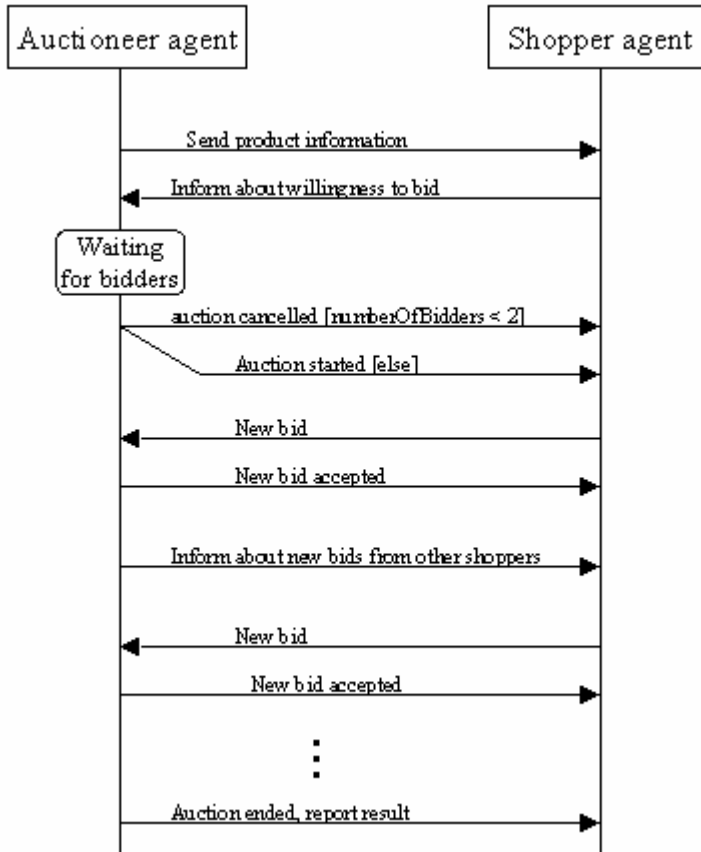 Auctioneer agent
Shopper agent
Send product information
Inform about willingness to bid
Waiting
for bidders
auction cancelled [numberOfBidders < 2]
Auction started [else]
New bid
New bid accepted
Inform about new bids from other shoppers
New bid
New bid accepted
Auction ended, report result